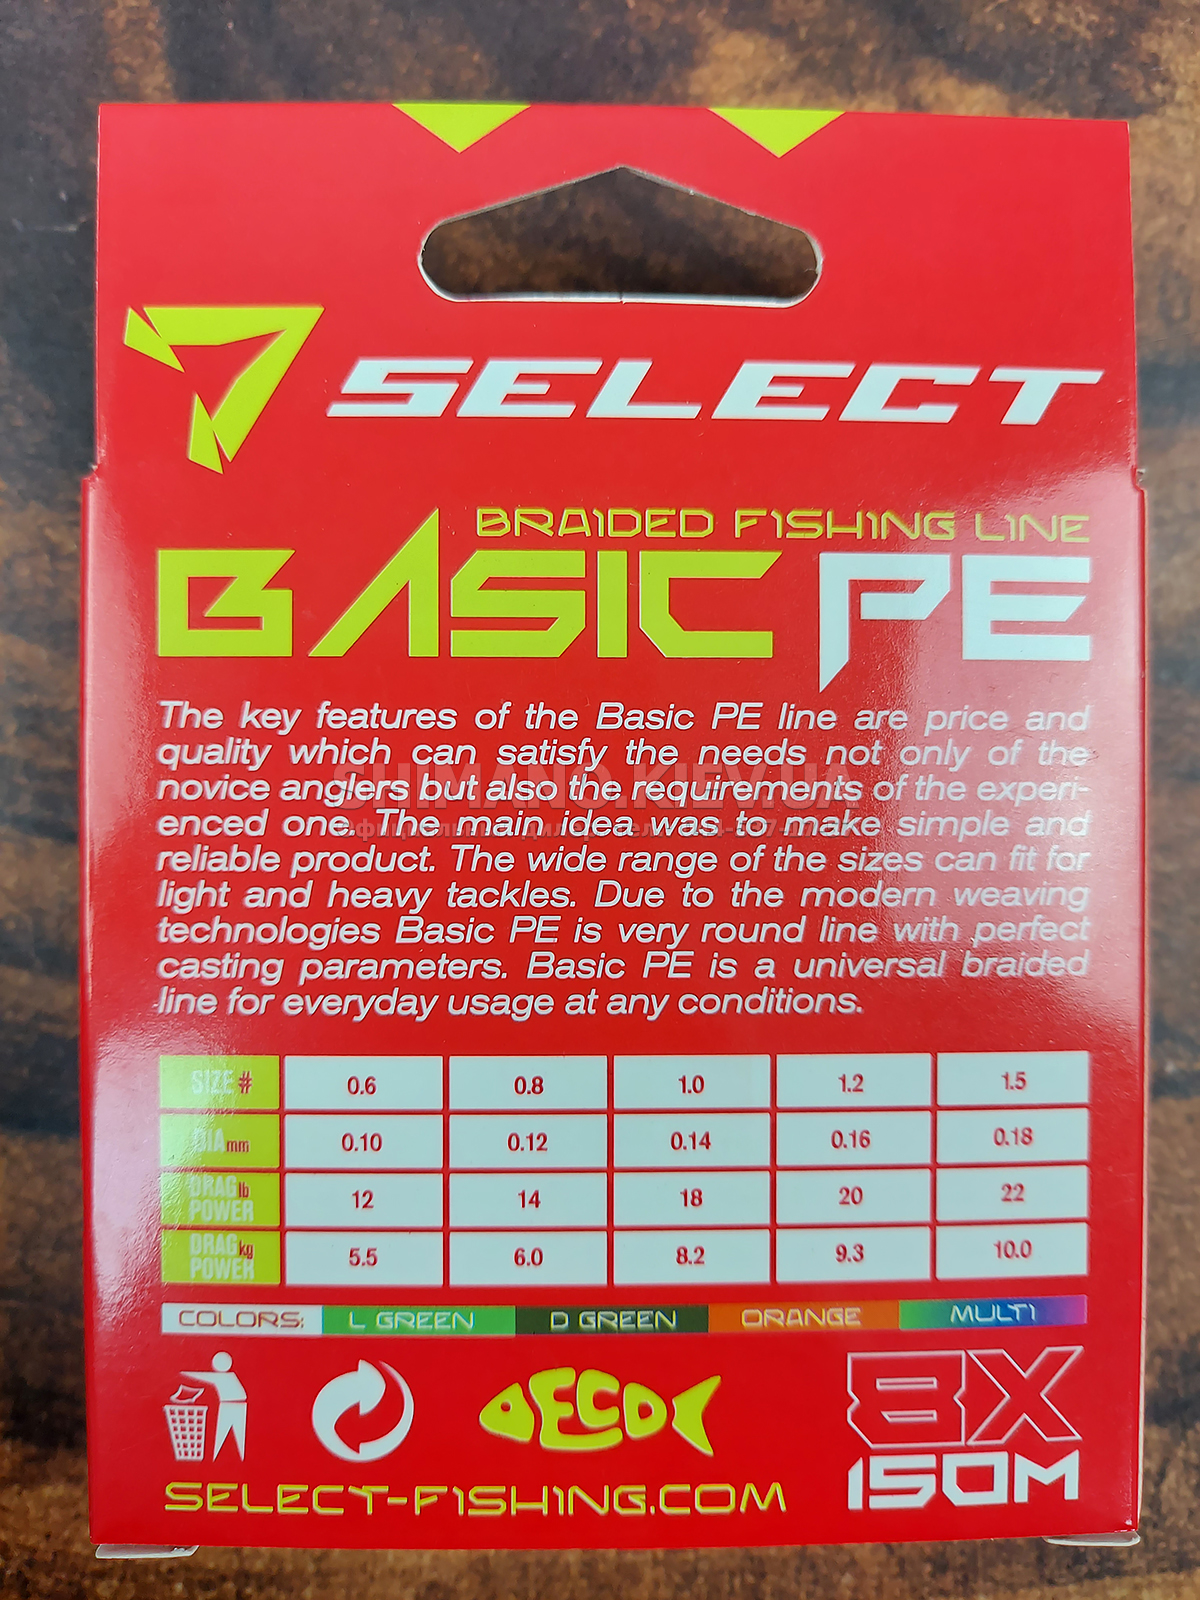 SELECT
BRAIDED FISHING LINE
BASIC PE
The key features of the Basic PE line are price and
quality which can satisfy the needs not only of the
novice anglers but also the requirements of the experi-
enced one. The main idea was to make simple and
reliable product. The wide range of the sizes can fit for
light and heavy tackles. Due to the modern weaving
technologies Basic PE is very round line with perfect
casting parameters. Basic PE is a universal braided
line for everyday usage at any conditions.
SHIMANO.KIEV.UA
SIZE # 0.6 0.8 1.0 1.2 1.5
DIA mm 0.10 0.12 0.14 0.16 0.18
DRAG lb POWER 12 14 18 20 22
DRAG kg POWER 5.5 6.0 8.2 9.3 10.0
COLORS: L GREEN D GREEN ORANGE MULTI
ECO
8X
150M
SELECT-FISHING.COM